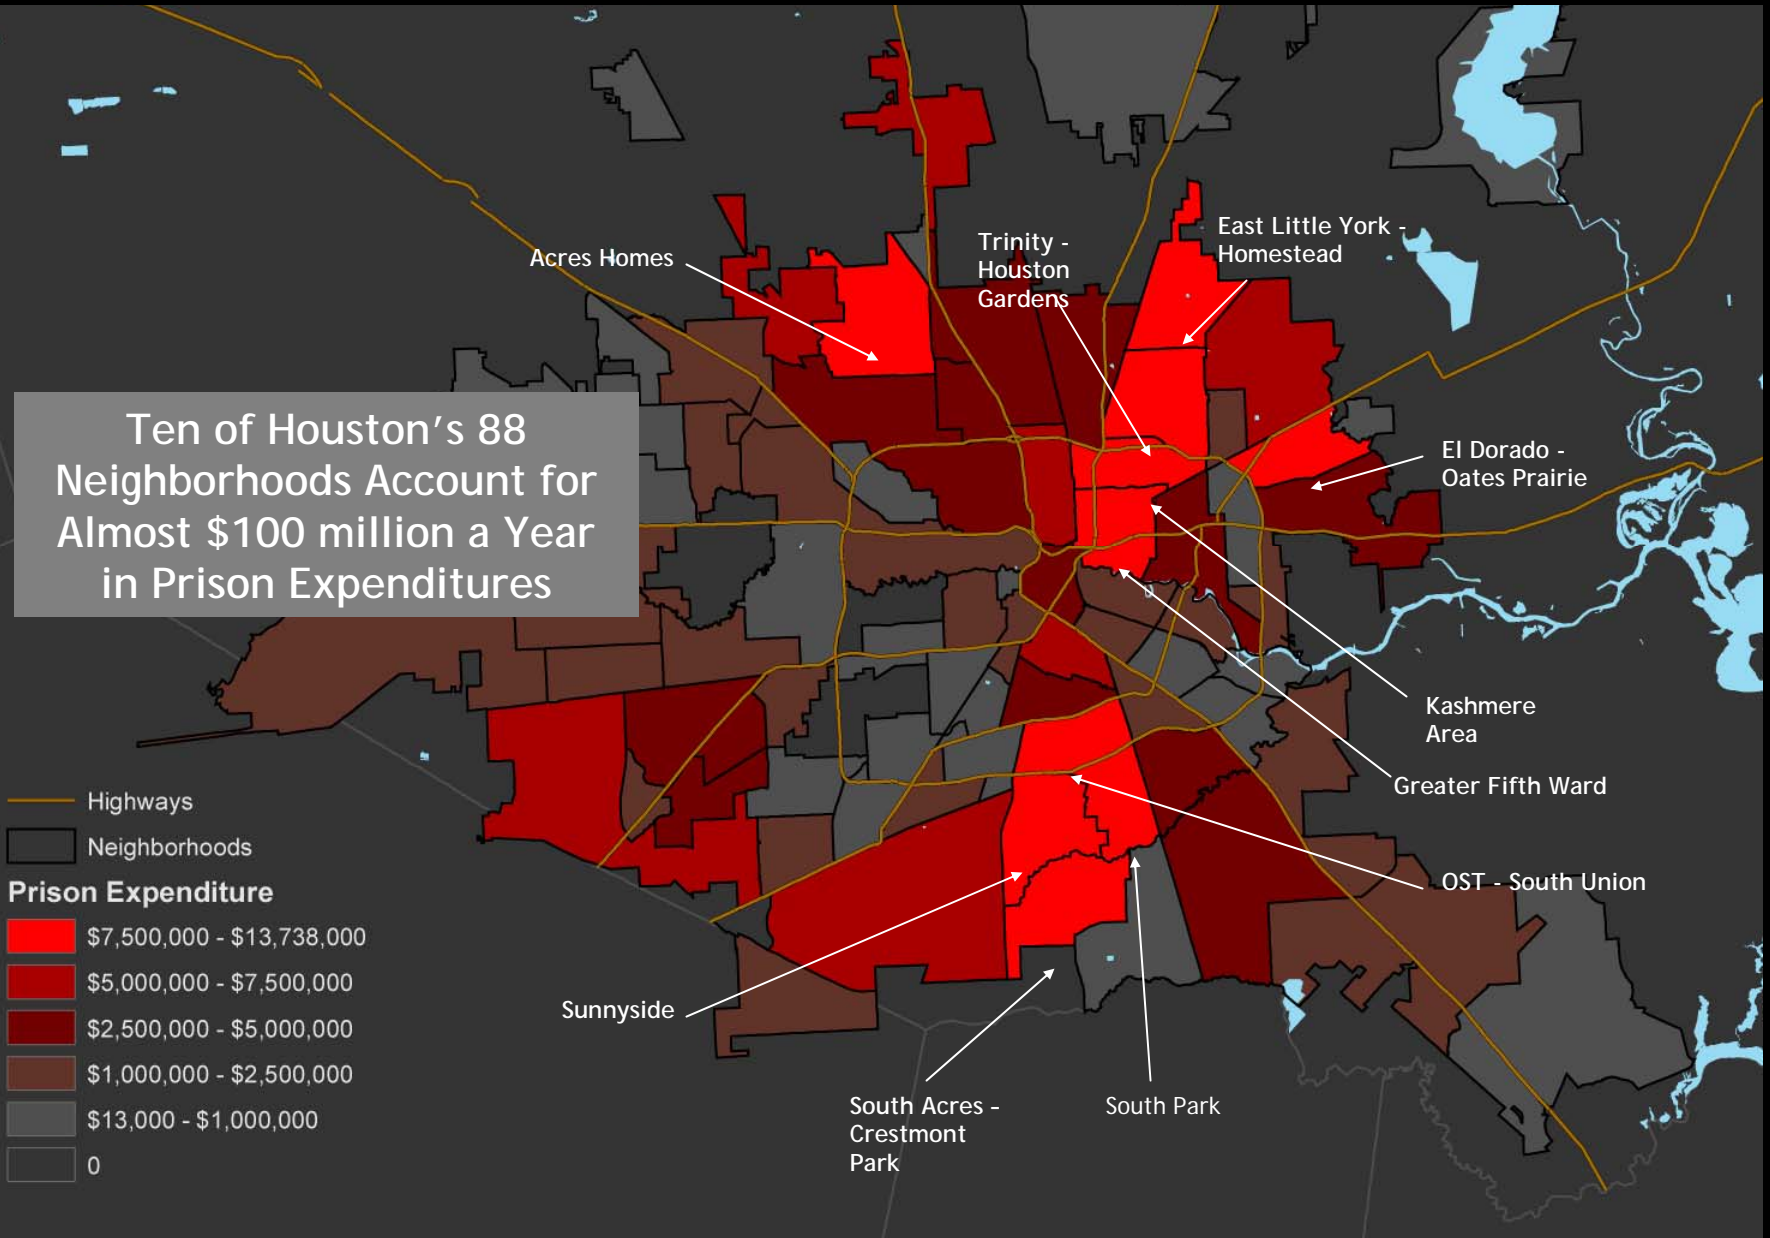 Trinity -
Houston
Gardens
East Little York -
Homestead
Acres Homes
Ten of Houston’s 88
Neighborhoods Account for
Almost $100 million a Year
in Prison Expenditures
El Dorado -
Oates Prairie
Kashmere
Area
Greater Fifth Ward
OST - South Union
Sunnyside
South Acres -
Crestmont
Park
South Park
Highways
Neighborhoods
Prison Expenditure
$7,500,000 - $13,738,000
$5,000,000 - $7,500,000
$2,500,000 - $5,000,000
$1,000,000 - $2,500,000
$13,000 - $1,000,000
0